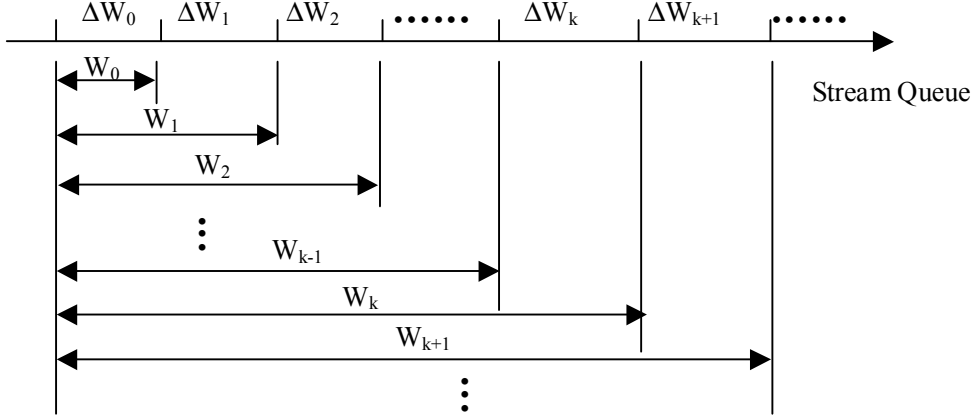 ΔW₀ ΔW₁ ΔW₂ •••••• ΔWₖ ΔWₖ₊₁ ••••••
W₀
Stream Queue
W₁
W₂
Wₖ₋₁
Wₖ
Wₖ₊₁